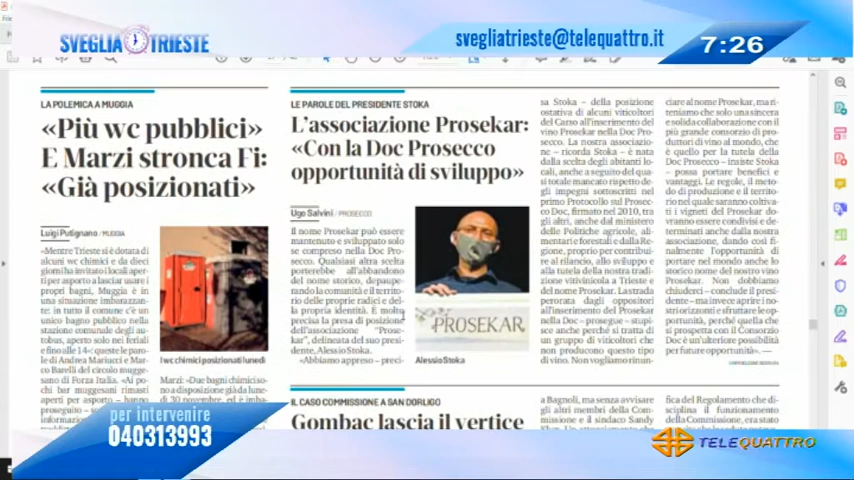 SVEGLIA TRIESTE
svegliatrieste@telequattro.it
7:26
LA POLEMICA A MUGGIA
«Più wc pubblici»
E Marzi stronca Fi:
«Già posizionati»
Luigi Putignano / MUGGIA
«Mentre Trieste si è dotata di
alcuni wc chimici e da dieci
giorni ha invitato i locali aper-
ti per asporto a lasciar usare i
propri bagni, Muggia è in
una situazione imbarazzan-
te: in tutto il comune c'è un
unico bagno pubblico nella
stazione comunale degli au-
tobus, aperto solo nei feriali
e fino alle 14»: queste le paro-
le di Andrea Mariucci e Mar-
co Barelli del circolo mugge-
sano di Forza Italia. «Ai po-
chi bar muggesani rimasti
aperti per asporto – hanno
proseguito –
I wc chimici posizionati lunedì
Marzi: «Due bagni chimici so-
no a disposizione già da lune-
dì 30 novembre, ed è imba-
LE PAROLE DEL PRESIDENTE STOKA
L'associazione Prosekar:
«Con la Doc Prosecco
opportunità di sviluppo»
Ugo Salvini / PROSECCO
Il nome Prosekar può essere
mantenuto e sviluppato solo
se compreso nella Doc Pro-
secco. Qualsiasi altra scelta
porterebbe all'abbandono
del nome storico, depaupe-
rando la comunità e il territo-
rio delle proprie radici e del-
la propria identità. È molto
precisa la presa di posizione
dell'associazione "Prose-
kar", delineata del suo presi-
dente, Alessio Stoka.
«Abbiamo appreso – preci-
PROSEKAR
Alessio Stoka
sa Stoka – della posizione
ostativa di alcuni viticoltori
del Carso all'inserimento del
vino Prosekar nella Doc Pro-
secco. La nostra associazio-
ne – ricorda Stoka – è nata
dalla scelta degli abitanti lo-
cali, anche a seguito del qua-
si totale mancato rispetto de-
gli impegni sottoscritti nel
primo Protocollo sul Prosec-
co Doc, firmato nel 2010, tra
gli altri, anche dal ministero
delle Politiche agricole, ali-
mentari e forestali e dalla Re-
gione, proprio per contribui-
re al rilancio, allo sviluppo e
alla tutela della nostra tradi-
zione vitivinicola a Trieste e
del nome Prosekar. La strada
perorata dagli oppositori
all'inserimento del Prosekar
nella Doc – prosegue – stupi-
sce anche perché si tratta di
un gruppo di viticoltori che
non producono questo tipo
di vino. Non vogliamo rinun-
ciare al nome Prosekar, ma ri-
teniamo che solo una sincera
e solida collaborazione con il
più grande consorzio di pro-
duttori di vino al mondo, che
è quello per la tutela della
Doc Prosecco – insiste Stoka
– possa portare benefici e
vantaggi. Le regole, il meto-
do di produzione e il territo-
rio nel quale saranno coltiva-
ti i vigneti del Prosekar do-
vranno essere condivisi e de-
terminati anche dalla nostra
associazione, dando così fi-
nalmente l'opportunità di
portare nel mondo anche lo
storico nome del nostro vino
Prosekar. Non dobbiamo
chiuderci – conclude il presi-
dente – ma invece aprire i no-
stri orizzonti e sfruttare le op-
portunità, perché quella che
si prospetta con il Consorzio
Doc è un'ulteriore possibilità
per future opportunità». —
IL CASO COMMISSIONE A SAN DORLIGO
Gombac lascia il vertice
a Bagnoli, ma senza avvisare
gli altri membri della Com-
missione e il sindaco Sandy
fica del Regolamento che di-
sciplina il funzionamento
della Commissione, era stato
per intervenire
040313993
TELEQUATTRO